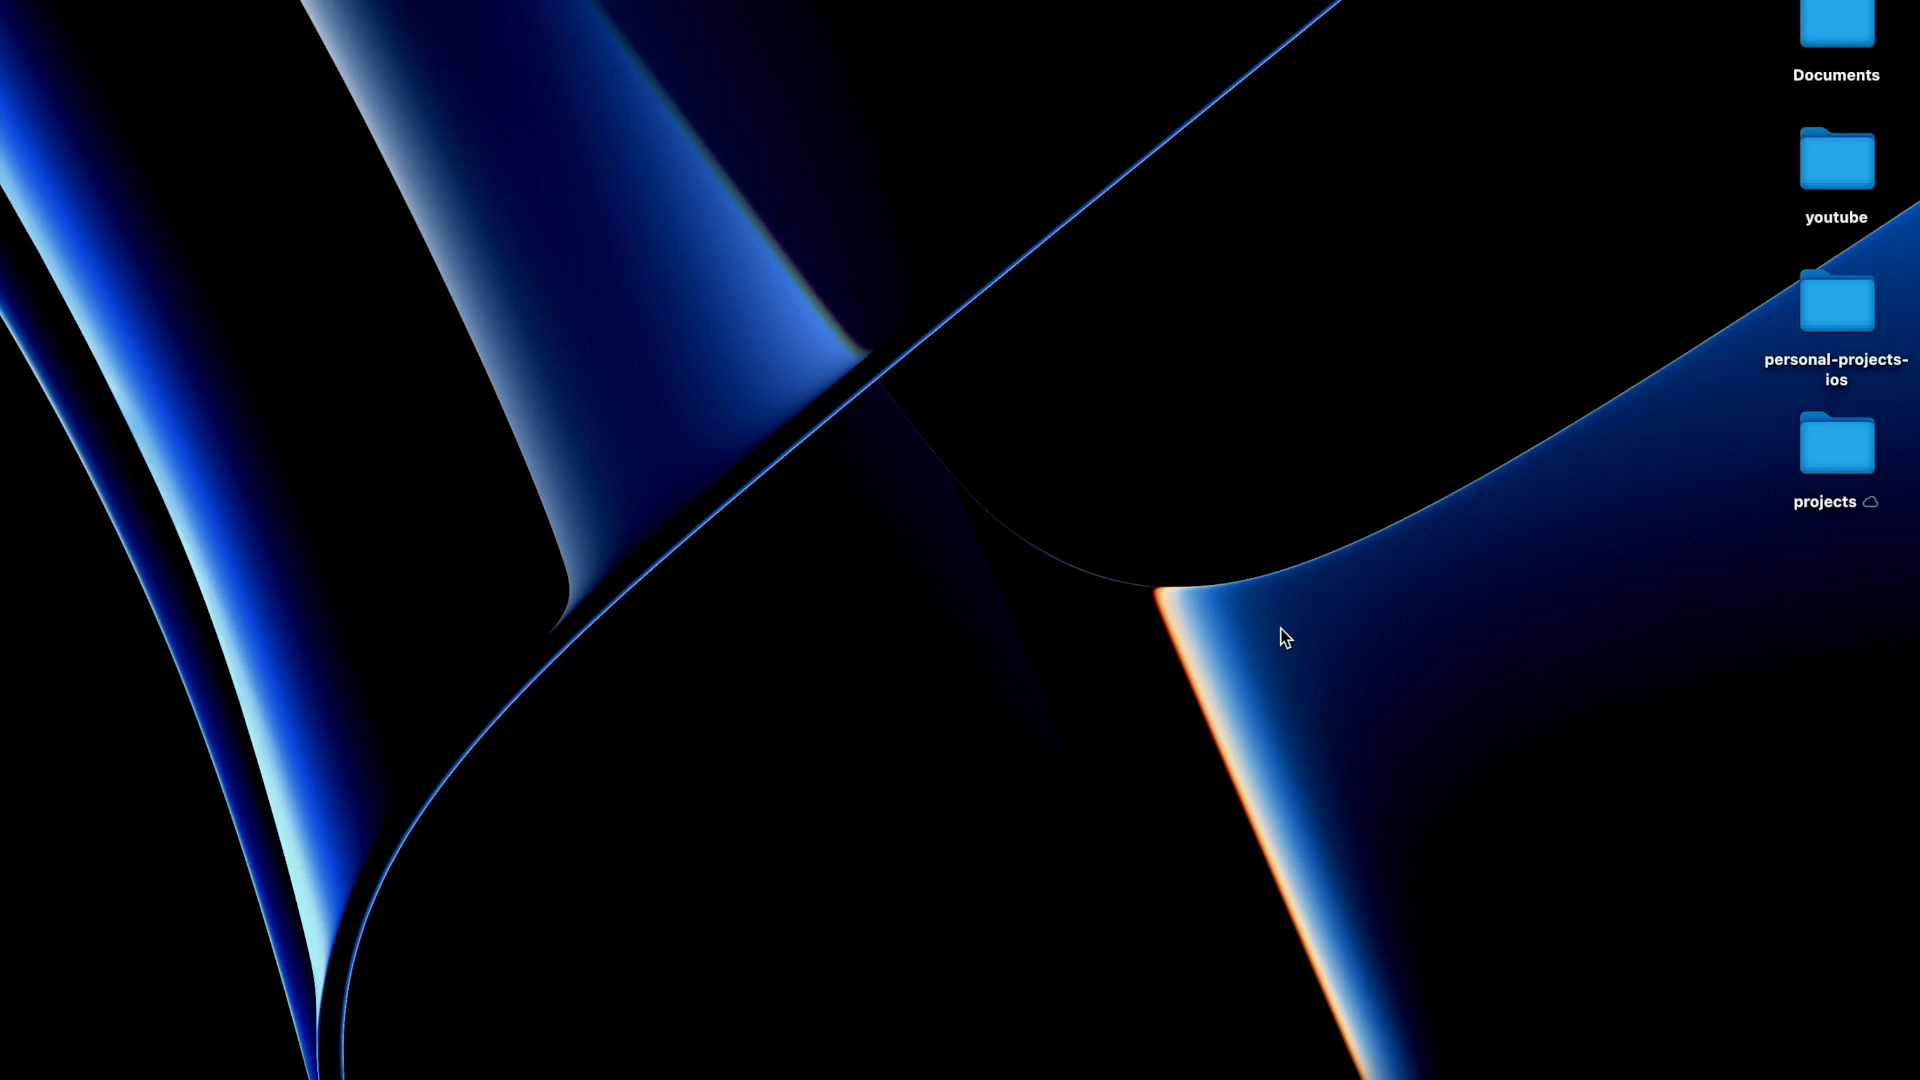 Documents
youtube
personal-projects-
ios
projects